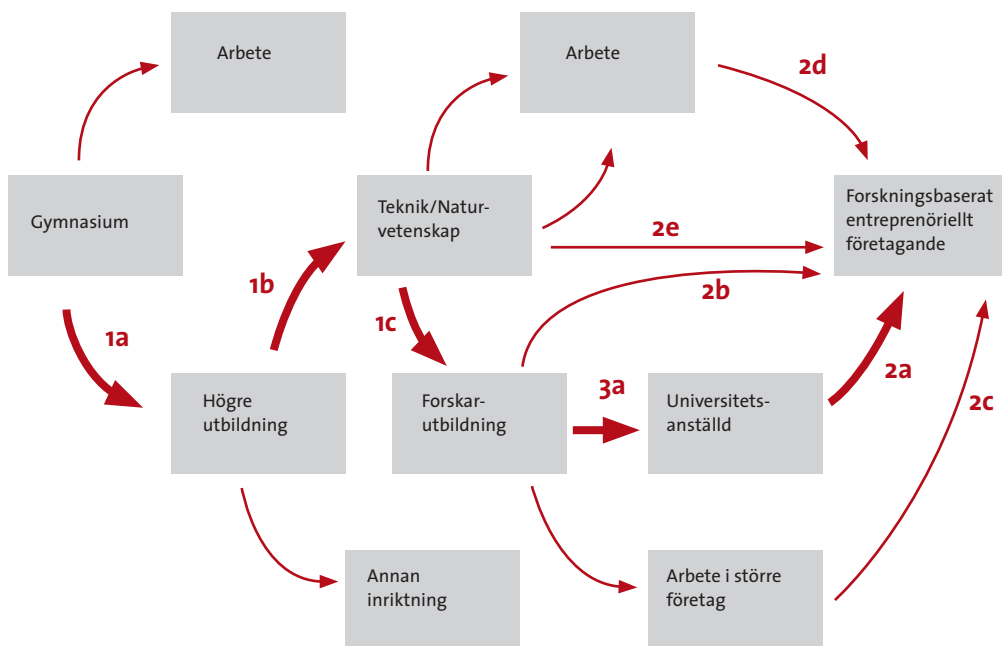 Arbete
Arbete
2d
Gymnasium
Teknik/Natur-
vetenskap
Forskningsbaserat
entreprenöriellt
företagande
2e
1b
2b
1a
1c
2a
3a
2c
Högre
utbildning
Forskar-
utbildning
Universitets-
anställd
Annan
inriktning
Arbete i större
företag